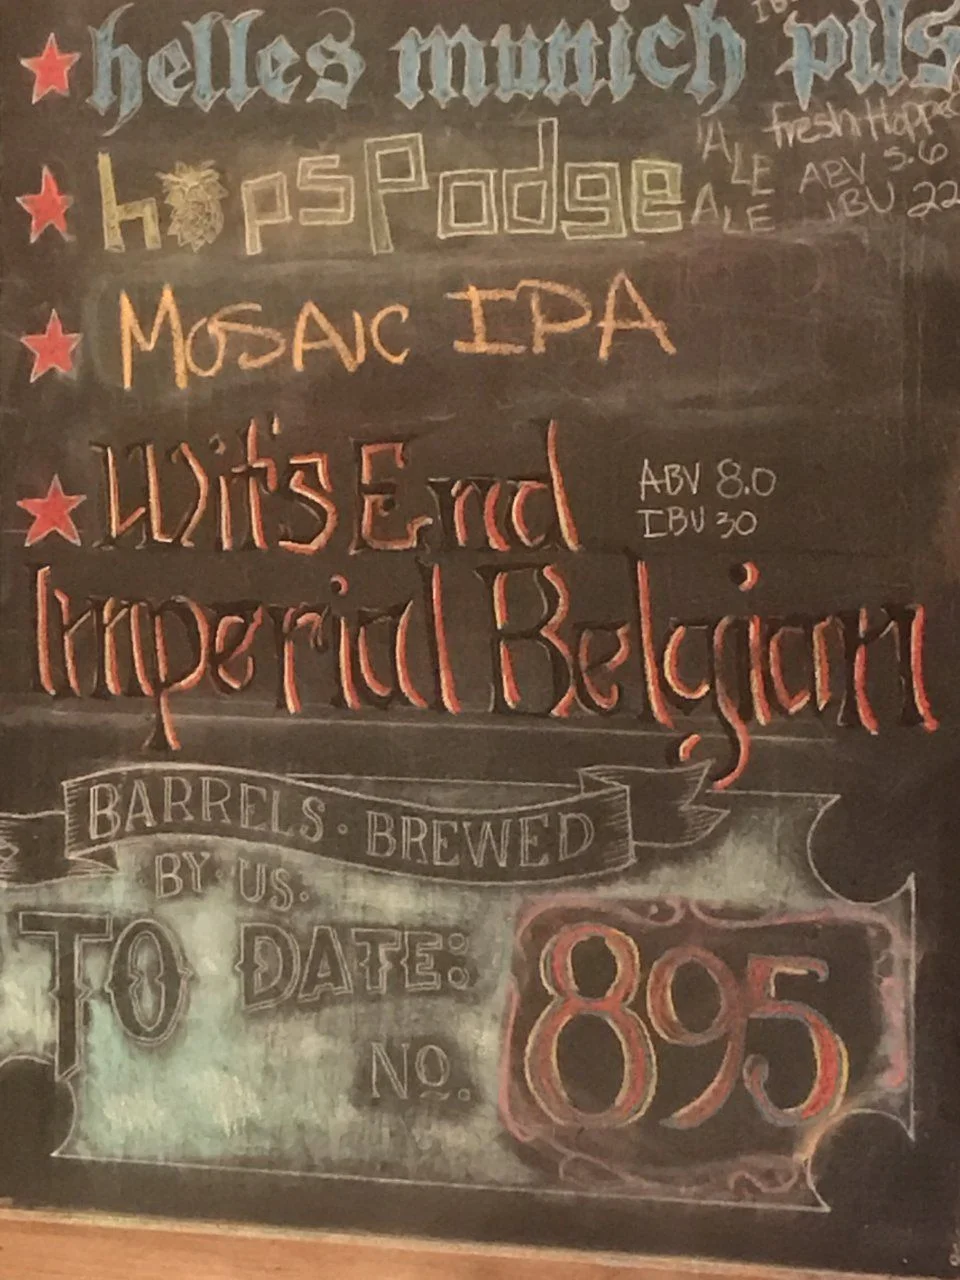 helles munich pils
hopspodge ALE ALE Fresh Hopped
ABV 5.6
IBU 22
MOSAIC IPA
Wit's End
ABV 8.0
IBU 30
Imperial Belgian
BARRELS · BREWED
BY · US.
TO DATE:
NO. 895